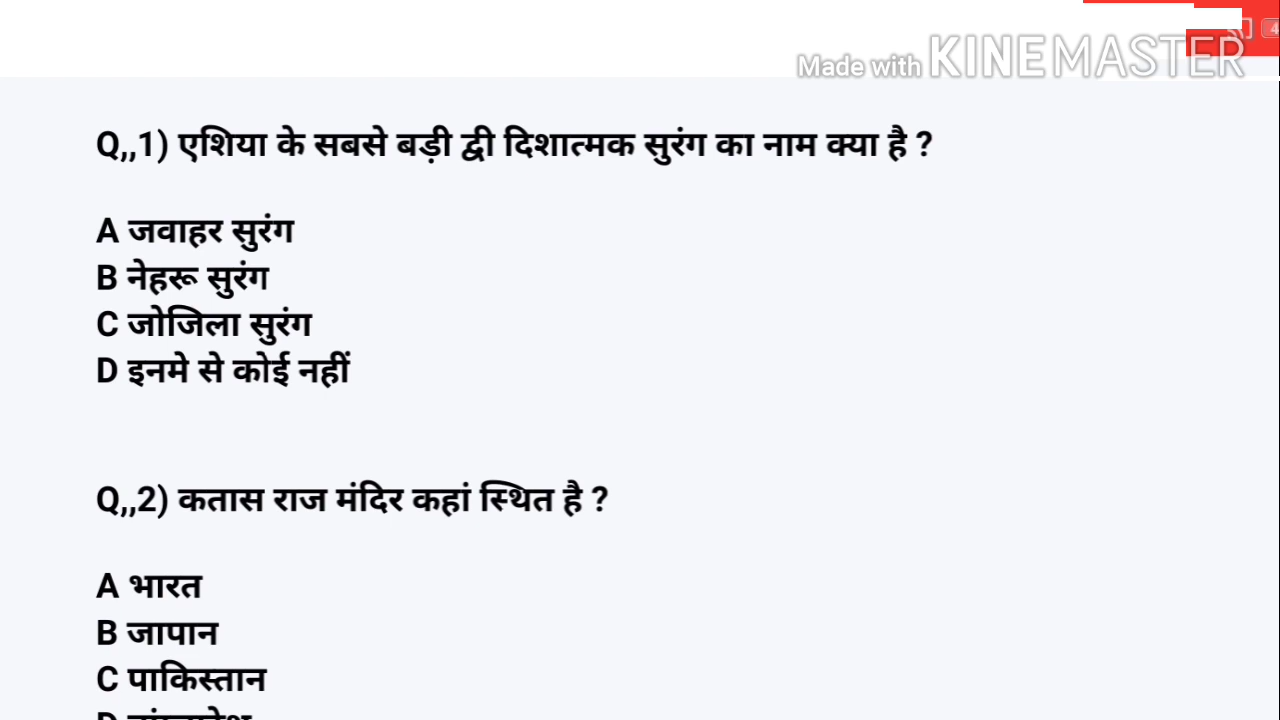 Made with KINEMASTER
Q,,1) एशिया के सबसे बड़ी द्वी दिशात्मक सुरंग का नाम क्या है ?
A जवाहर सुरंग
B नेहरू सुरंग
C जोजिला सुरंग
D इनमे से कोई नहीं
Q,,2) कतास राज मंदिर कहां स्थित है ?
A भारत
B जापान
C पाकिस्तान